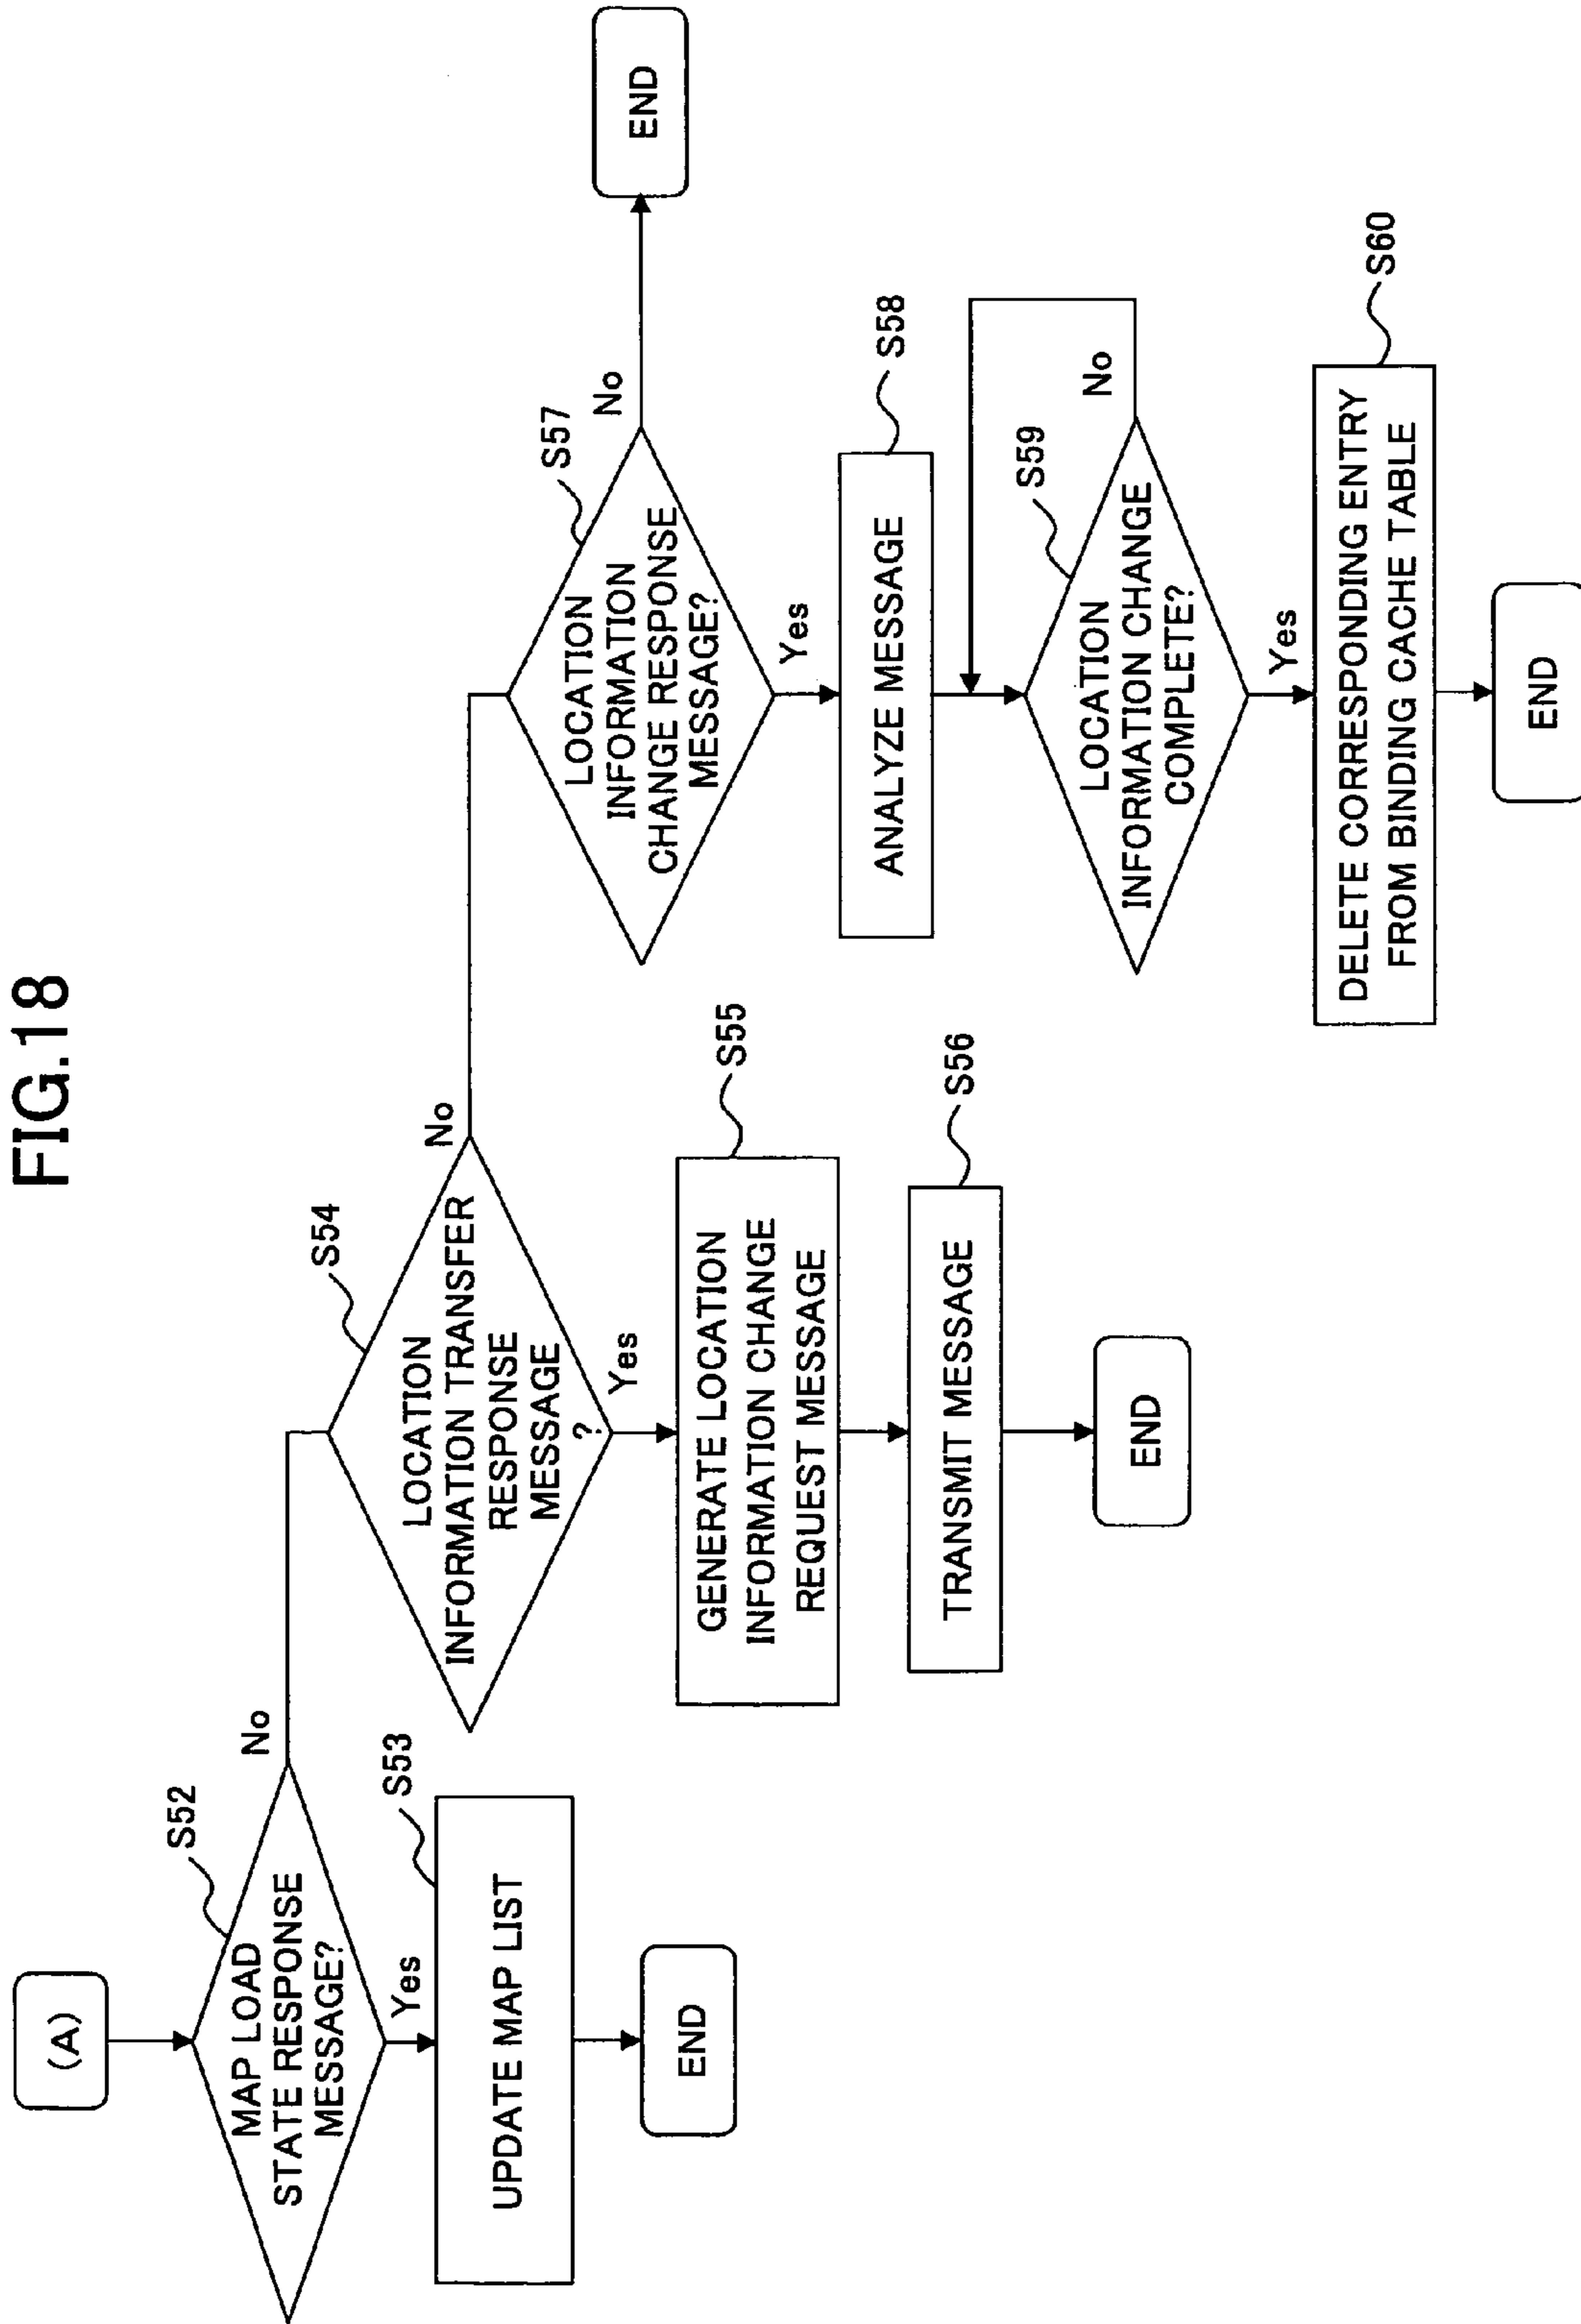 FIG.18
(A)
S52
MAP LOAD
STATE RESPONSE
MESSAGE?
No
Yes
S53
UPDATE MAP LIST
END
S54
LOCATION
INFORMATION TRANSFER
RESPONSE
MESSAGE
?
No
Yes
S55
GENERATE LOCATION
INFORMATION CHANGE
REQUEST MESSAGE
S56
TRANSMIT MESSAGE
END
S57
LOCATION
INFORMATION
CHANGE RESPONSE
MESSAGE?
No
END
Yes
S58
ANALYZE MESSAGE
S59
LOCATION
INFORMATION CHANGE
COMPLETE?
No
Yes
S60
DELETE CORRESPONDING ENTRY
FROM BINDING CACHE TABLE
END